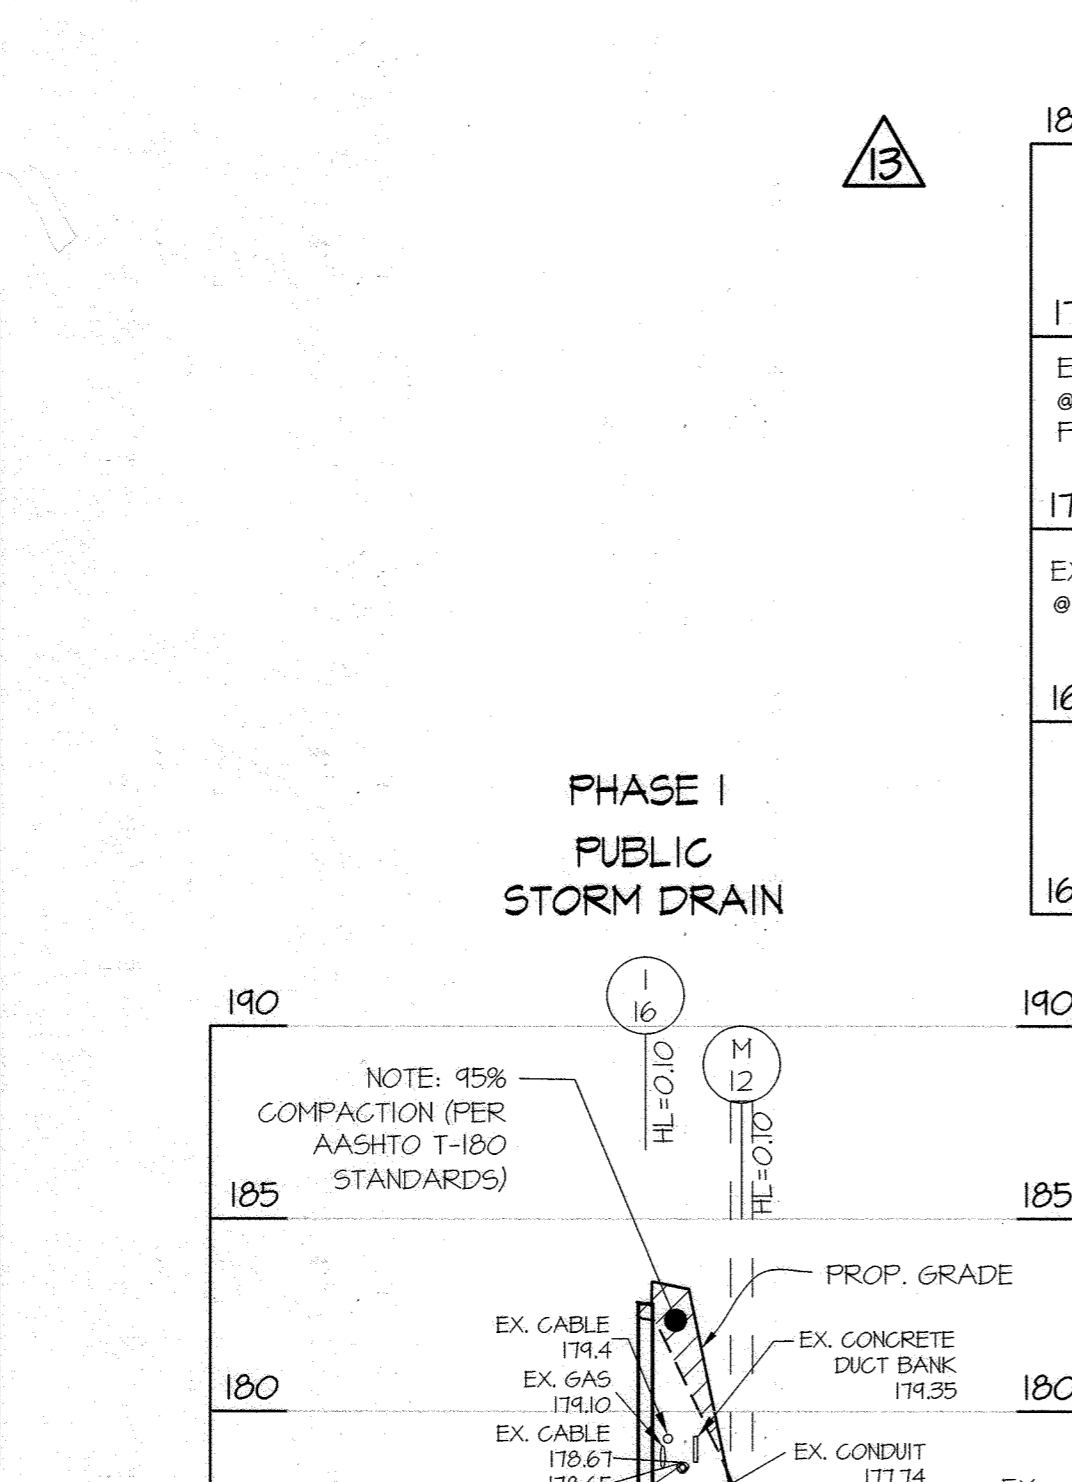 13
PHASE I
PUBLIC
STORM DRAIN
190
190
I
16
HL=0.10
M
12
HL=0.10
NOTE: 95%
COMPACTION (PER
AASHTO T-180
STANDARDS)
185
185
PROP. GRADE
EX. CABLE
179.4
EX. CONCRETE
DUCT BANK
179.35
EX. GAS
179.10
180
180
EX. CABLE
178.67
EX. CONDUIT
177.74